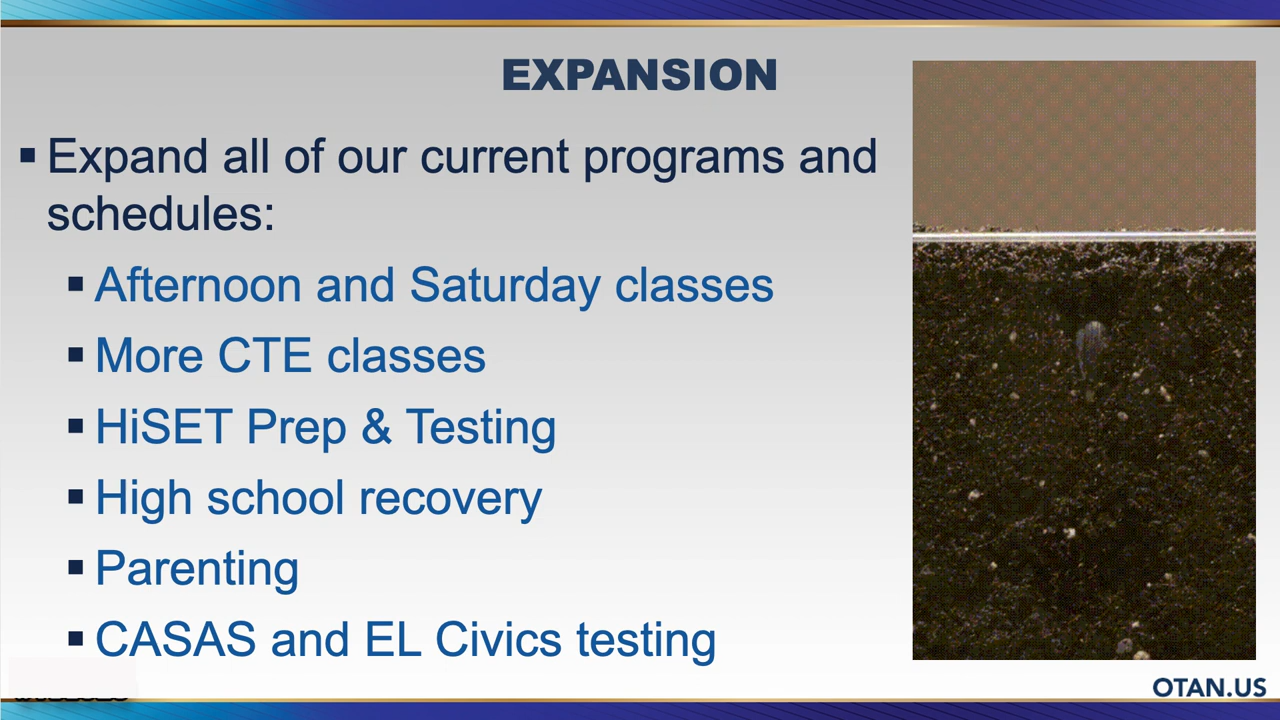 EXPANSION
▪ Expand all of our current programs and
schedules:
▪ Afternoon and Saturday classes
▪ More CTE classes
▪ HiSET Prep & Testing
▪ High school recovery
▪ Parenting
▪ CASAS and EL Civics testing
OTAN.US